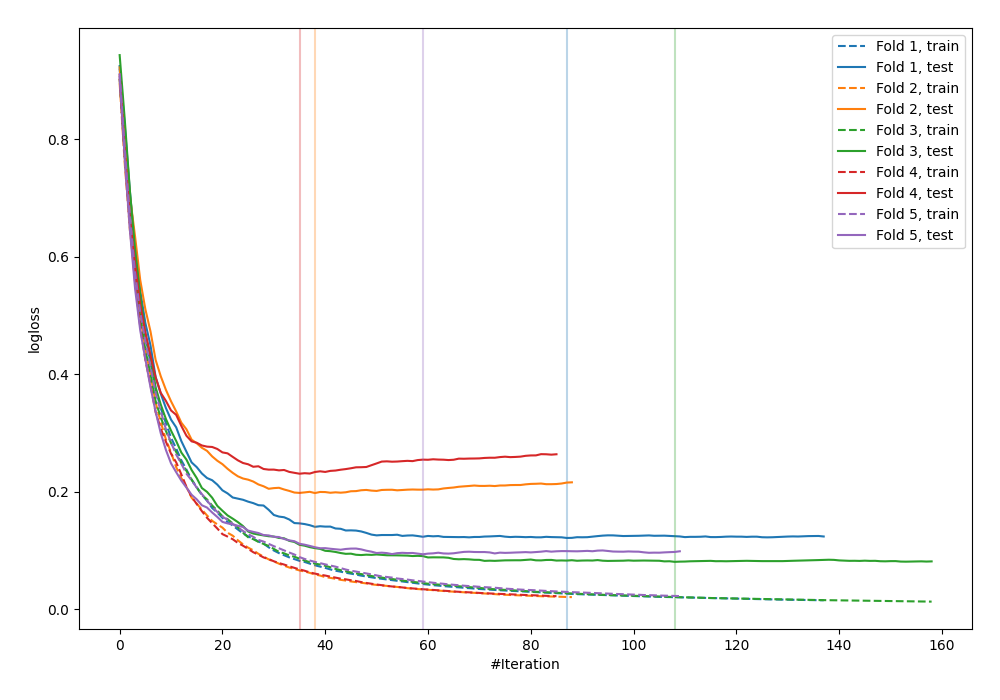 Fold 1, train
Fold 1, test
Fold 2, train
Fold 2, test
Fold 3, train
Fold 3, test
Fold 4, train
Fold 4, test
Fold 5, train
Fold 5, test
logloss
0.8
0.6
0.4
0.2
0.0
0 20 40 60 80 100 120 140 160
#Iteration